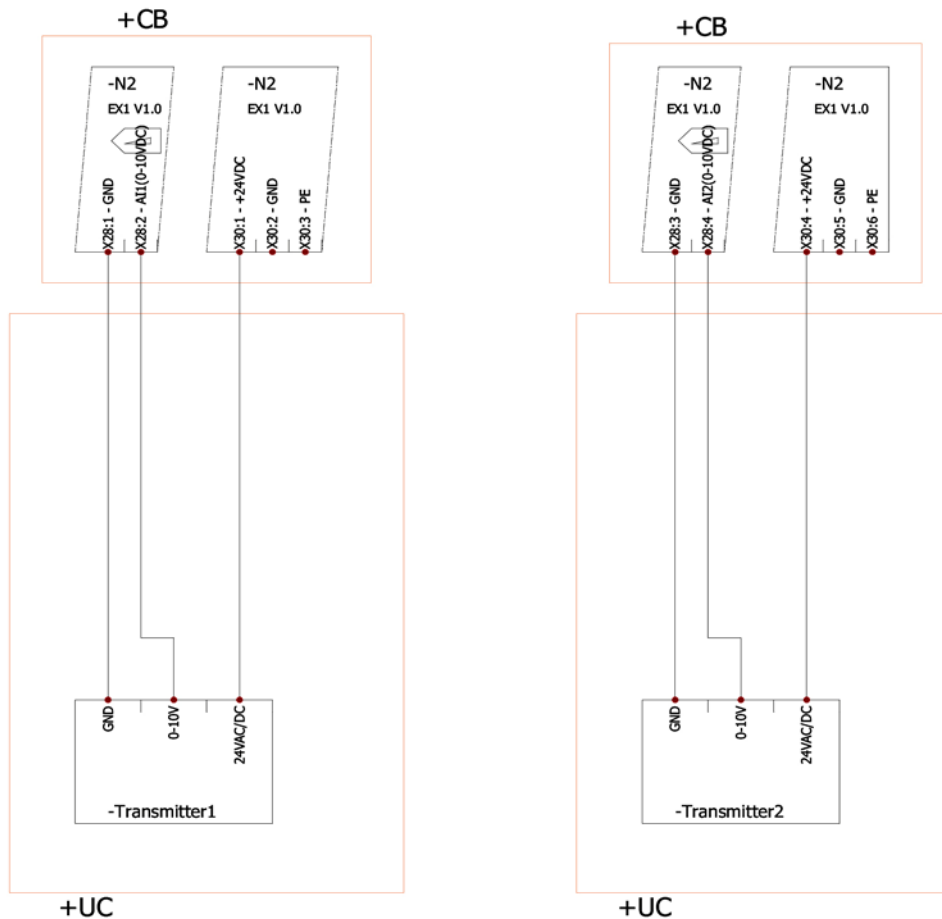 +CB
-N2
EX1 V1.0
X28:1 - GND
X28:2 - AI1(0-10VDC)
-N2
EX1 V1.0
X30:1 - +24VDC
X30:2 - GND
X30:3 - PE
GND
0-10V
24VAC/DC
-Transmitter1
+UC
+CB
-N2
EX1 V1.0
X28:3 - GND
X28:4 - AI2(0-10VDC)
-N2
EX1 V1.0
X30:4 - +24VDC
X30:5 - GND
X30:6 - PE
GND
0-10V
24VAC/DC
-Transmitter2
+UC